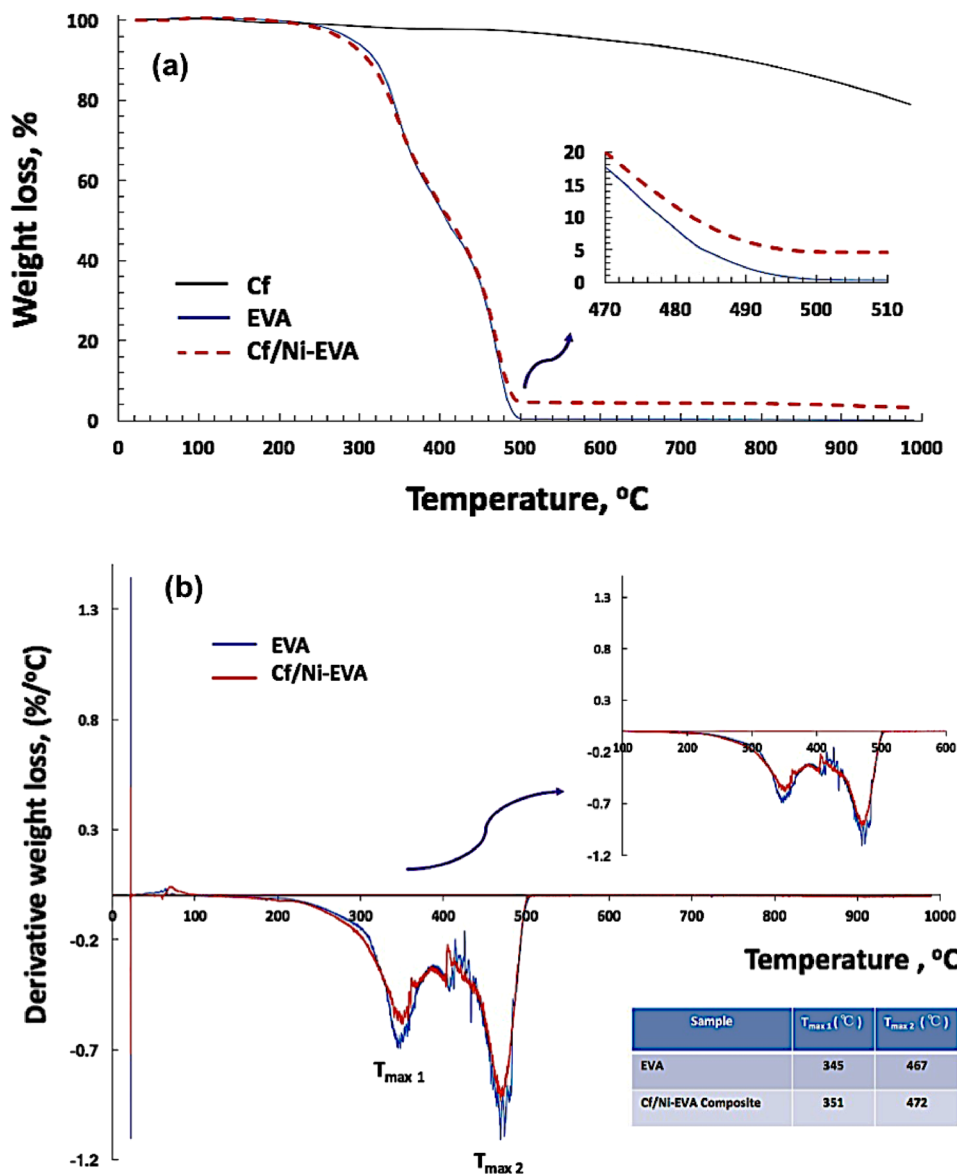 (a)
Weight loss, %
100
80
60
40
20
0
Cf
EVA
Cf/Ni-EVA
20
15
10
5
0
470 480 490 500 510
0 100 200 300 400 500 600 700 800 900 1000
Temperature, °C
(b)
Derivative weight loss, (%/°C)
1.3
0.8
0.3
-0.2
-0.7
-1.2
EVA
Cf/Ni-EVA
1.3
0.8
0.3
-0.2
-0.7
-1.2
100 200 300 400 500 600
0 100 200 300 400 500 600 700 800 900 1000
Temperature , °C
Tmax 1
Tmax 2
Sample Tmax 1 (°C) Tmax 2 (°C)
EVA 345 467
Cf/Ni-EVA Composite 351 472